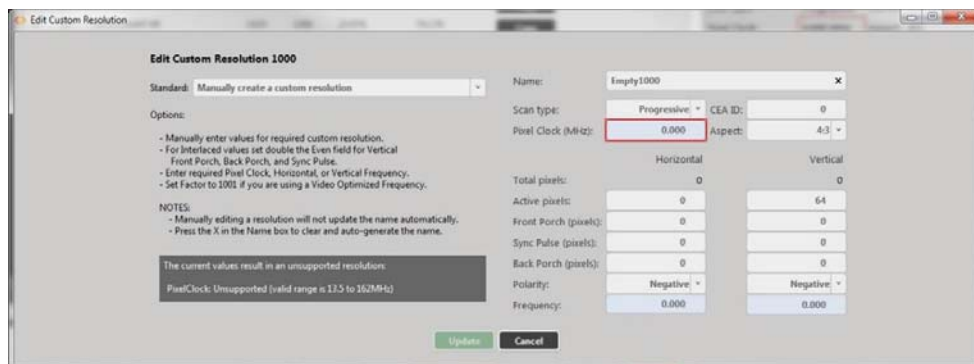 Edit Custom Resolution
Edit Custom Resolution 1000
Standard: Manually create a custom resolution
Options:
- Manually enter values for required custom resolution.
- For Interlaced values set double the Even field for Vertical
Front Porch, Back Porch, and Sync Pulse.
- Enter required Pixel Clock, Horizontal, or Vertical Frequency.
- Set Factor to 1001 if you are using a Video Optimized Frequency.
NOTES:
- Manually editing a resolution will not update the name automatically.
- Press the X in the Name box to clear and auto-generate the name.
The current values result in an unsupported resolution:
PixelClock: Unsupported (valid range is 13.5 to 162MHz)
Name: Empty1000 x
Scan type: Progressive CEA ID: 0
Pixel Clock (MHz): 0.000 Aspect: 4:3
Horizontal Vertical
Total pixels: 0 0
Active pixels: 0 64
Front Porch (pixels): 0 0
Sync Pulse (pixels): 0 0
Back Porch (pixels): 0 0
Polarity: Negative Negative
Frequency: 0.000 0.000
Update Cancel